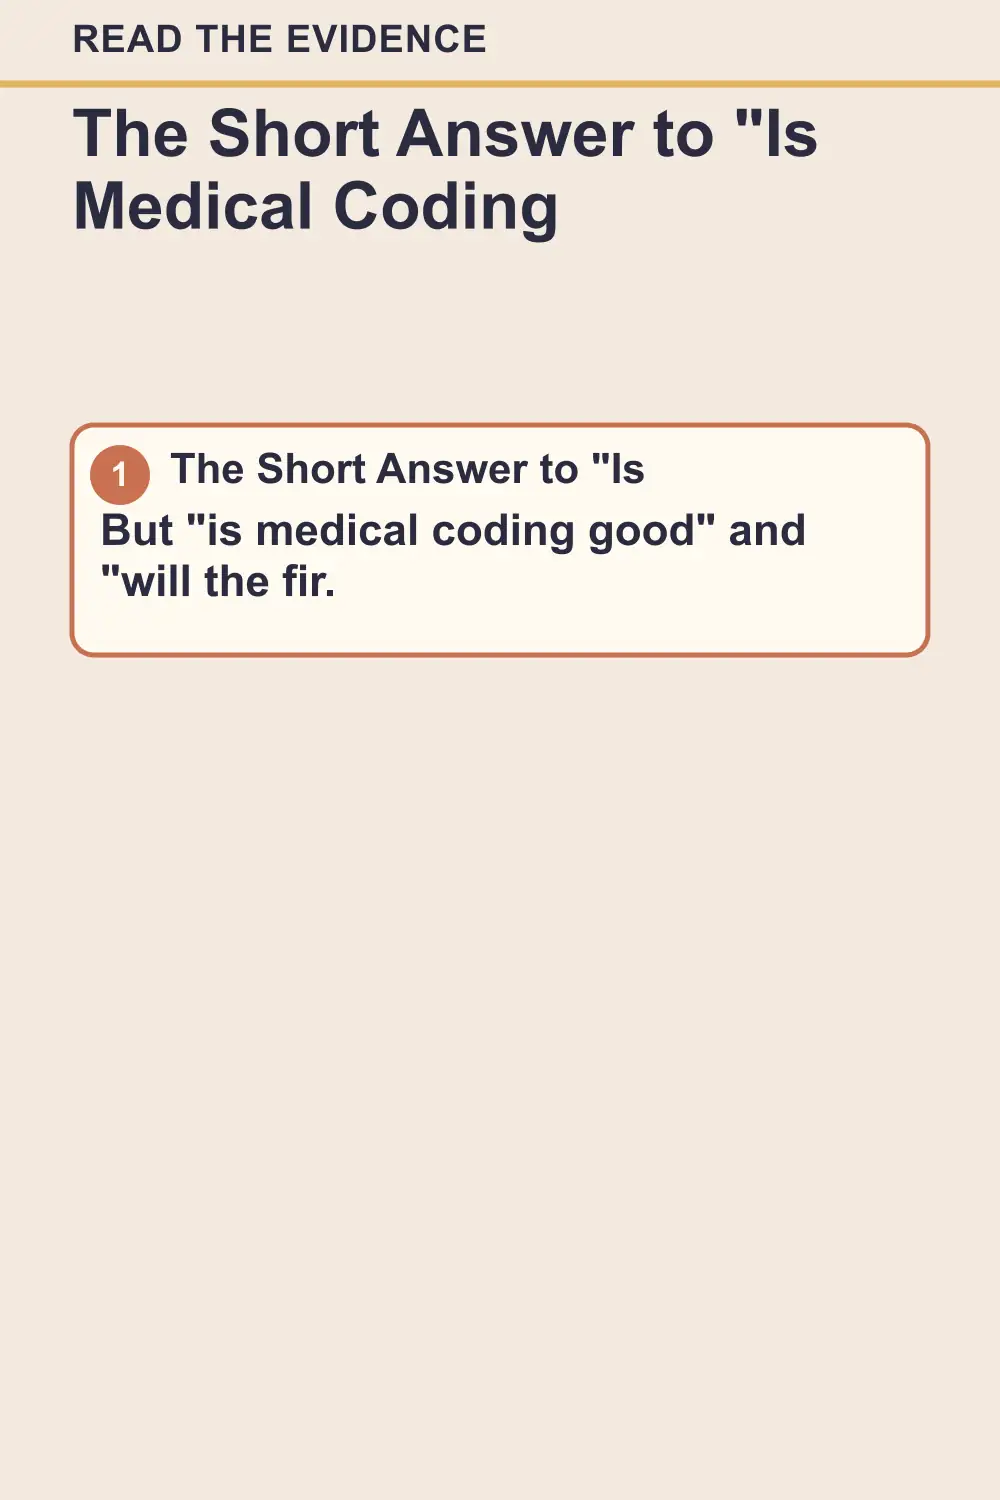 READ THE EVIDENCE
The Short Answer to "Is
Medical Coding
1 The Short Answer to "Is
But "is medical coding good" and
"will the fir.